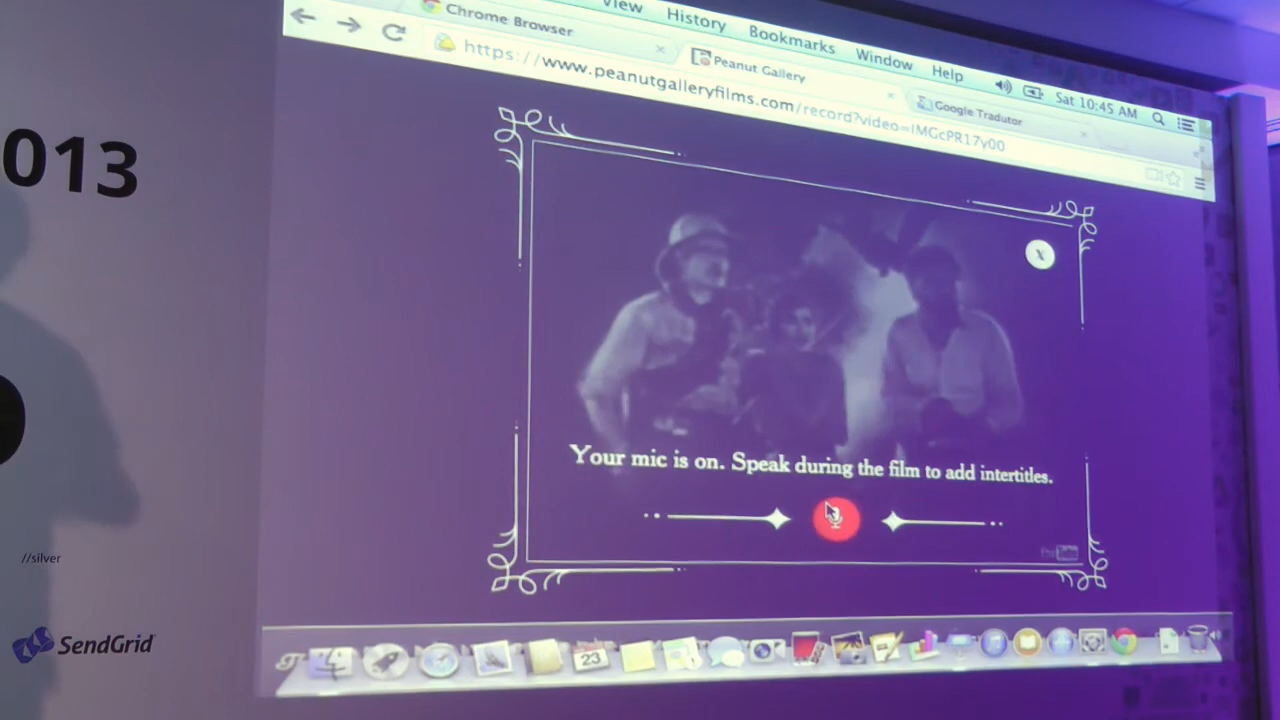 View History Bookmarks Window Help Sat 10:45 AM
Chrome Browser
Peanut Gallery
Google Tradutor
https://www.peanutgalleryfilms.com/record?video=IMGcPR17y00
013
x
Your mic is on. Speak during the film to add intertitles.
//silver
SendGrid
23